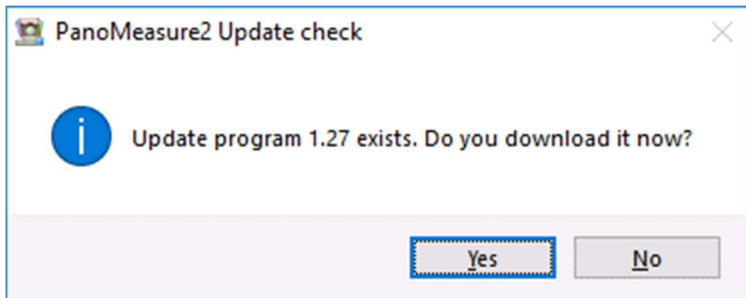 PanoMeasure2 Update check
Update program 1.27 exists. Do you download it now?
Yes
No